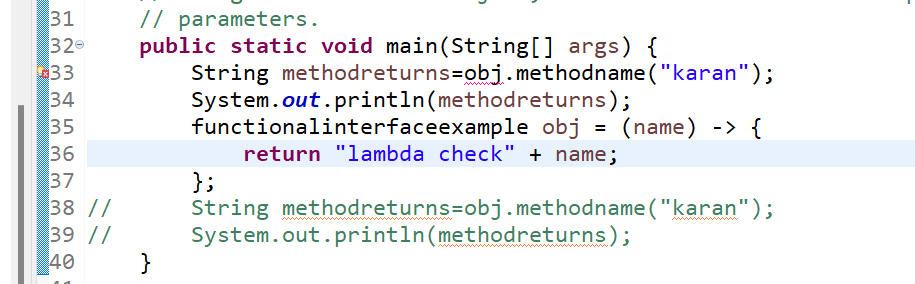 31 // parameters.
32 public static void main(String[] args) {
33 String methodreturns=obj.methodname("karan");
34 System.out.println(methodreturns);
35 functionalinterfaceexample obj = (name) -> {
36 return "lambda check" + name;
37 };
38 // String methodreturns=obj.methodname("karan");
39 // System.out.println(methodreturns);
40 }